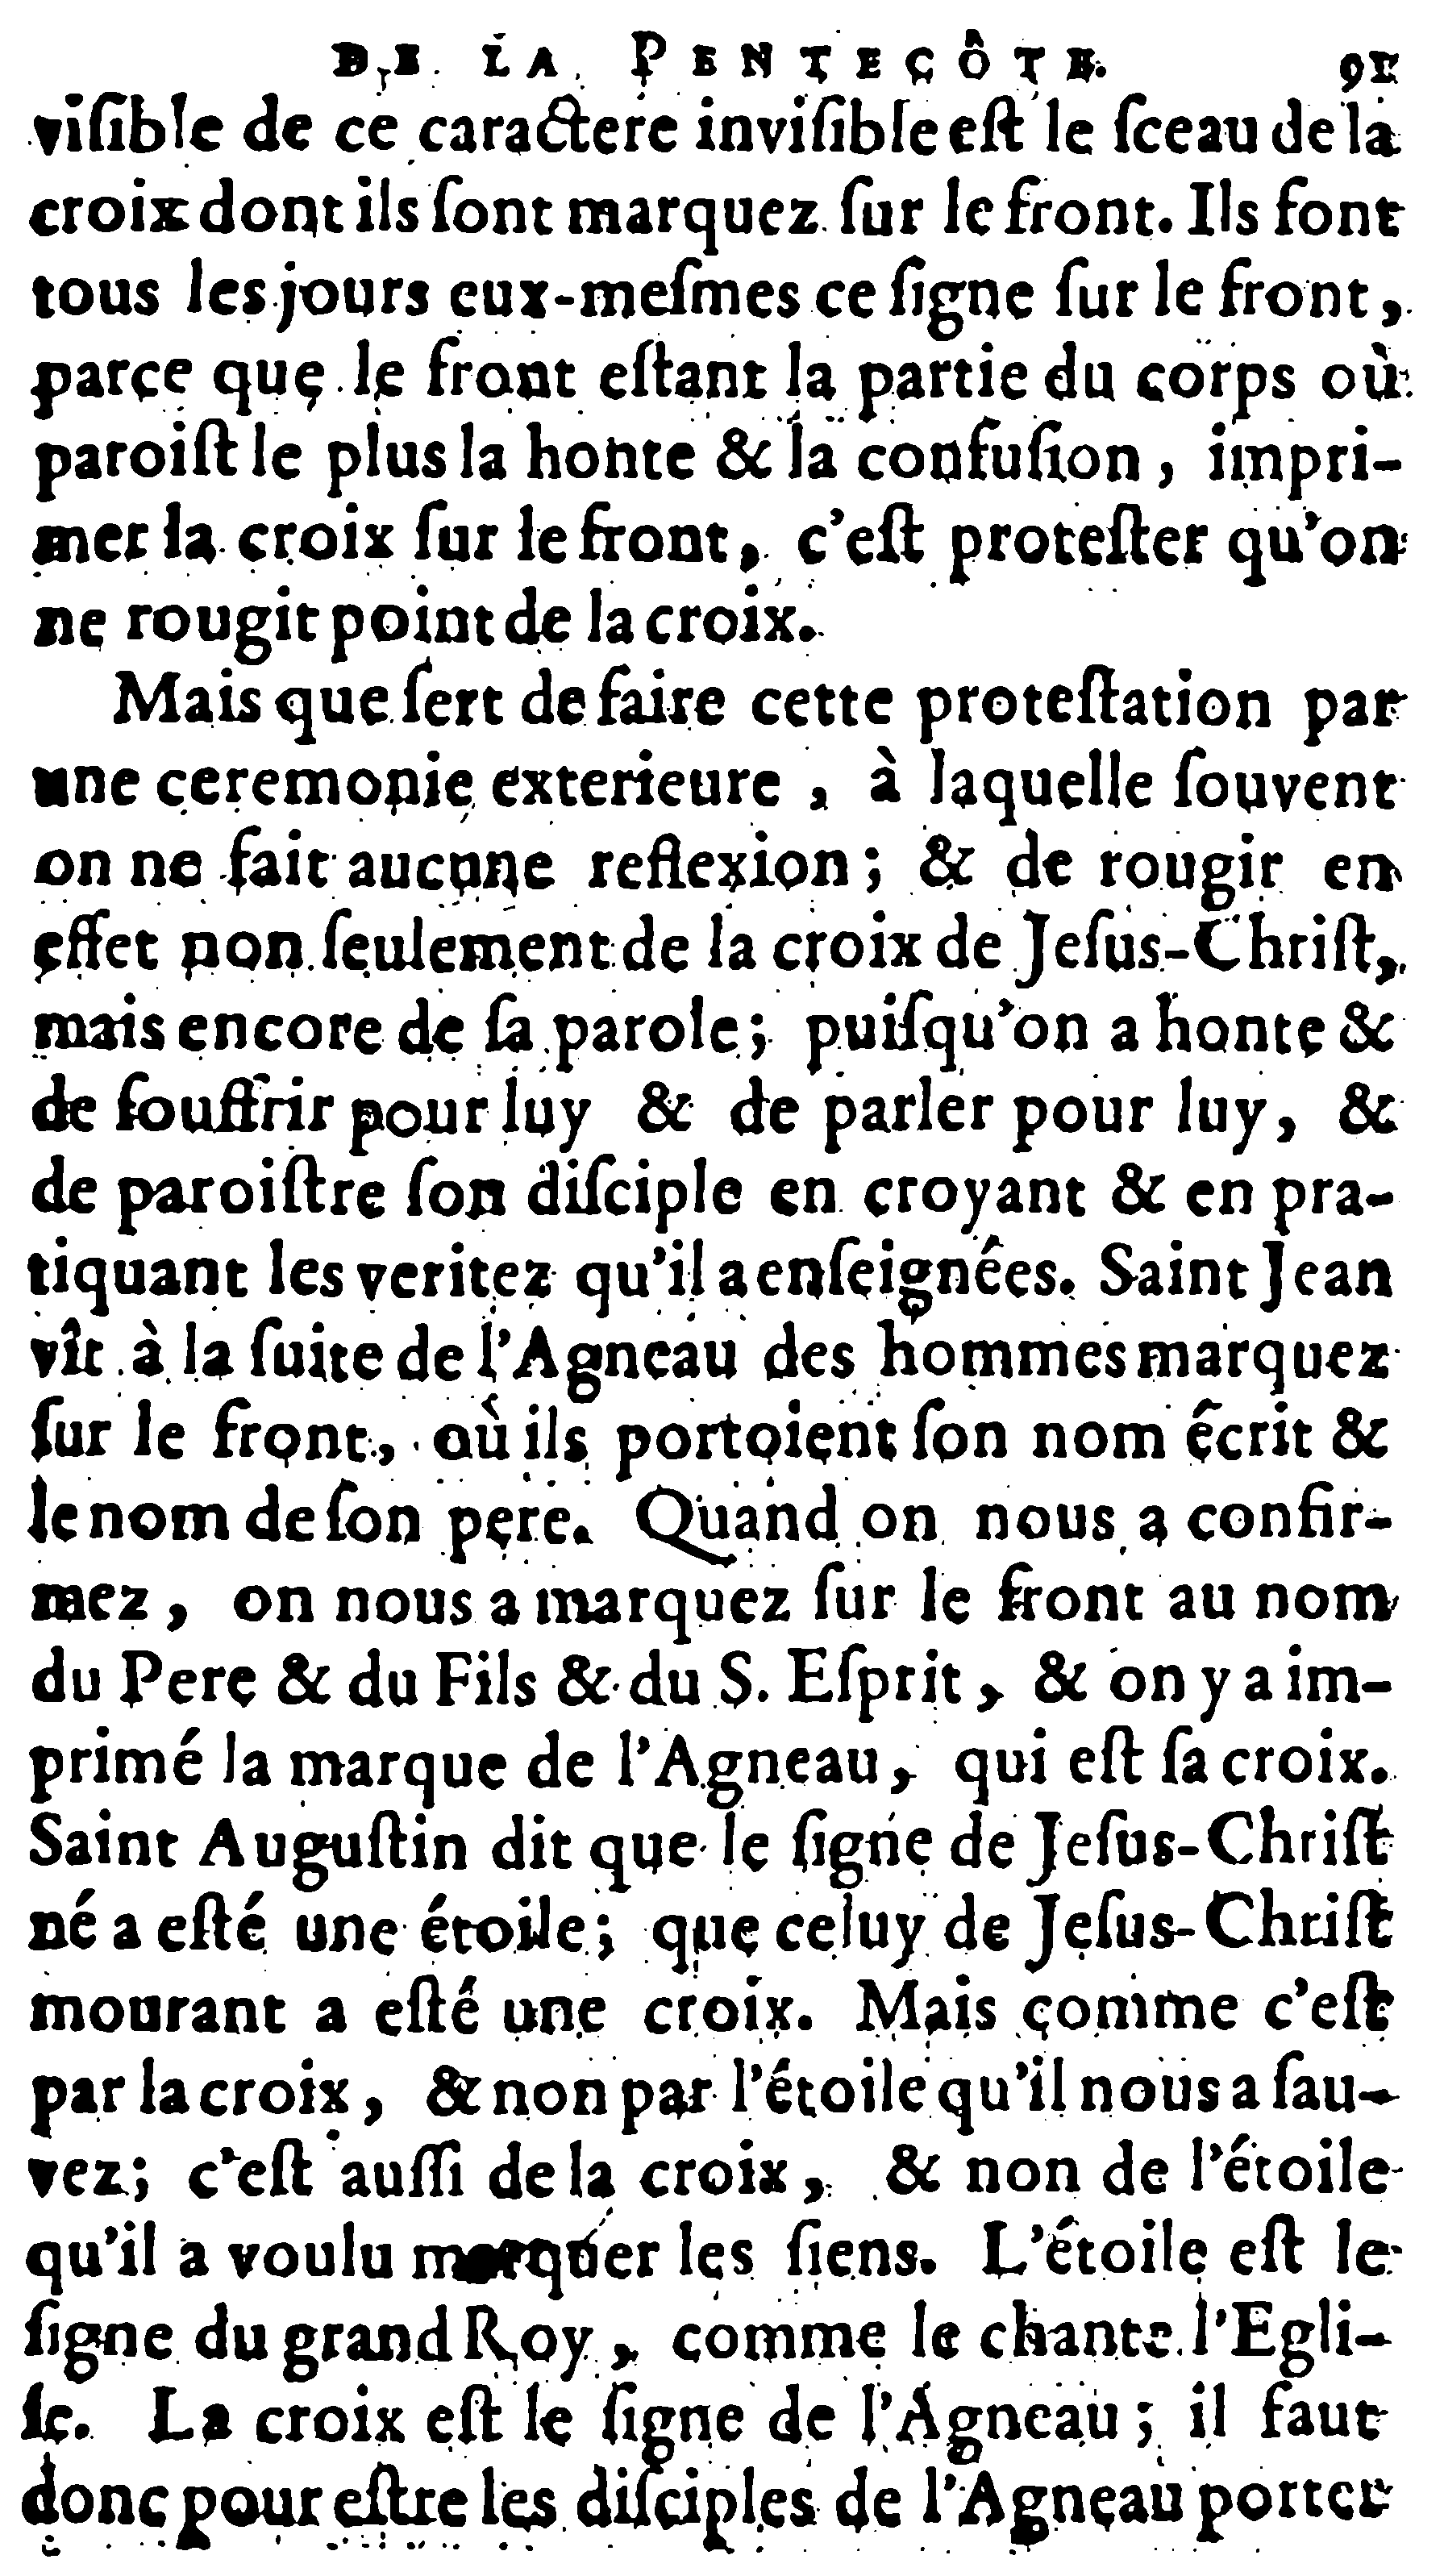 DE LA PENTECÔTE. 91
viſible de ce caractere inviſible eſt le ſceau de la
croix dont ils ſont marquez ſur le front. Ils font
tous les jours eux-meſmes ce ſigne ſur le front,
parce que le front eſtant la partie du corps où
paroiſt le plus la honte & la confuſion, impri-
mer la croix ſur le front, c'eſt proteſter qu'on
ne rougit point de la croix.
Mais que ſert de faire cette proteſtation par
une ceremonie exterieure, à laquelle ſouvent
on ne fait aucune reflexion; & de rougir en
effet non ſeulement de la croix de Jeſus-Chriſt,
mais encore de ſa parole; puiſqu'on a honte &
de ſouffrir pour luy & de parler pour luy, &
de paroiſtre ſon diſciple en croyant & en pra-
tiquant les veritez qu'il a enſeignées. Saint Jean
vît à la ſuite de l'Agneau des hommes marquez
ſur le front, où ils portoient ſon nom écrit &
le nom de ſon pere. Quand on nous a confir-
mez, on nous a marquez ſur le front au nom
du Pere & du Fils & du S. Eſprit, & on y a im-
primé la marque de l'Agneau, qui eſt ſa croix.
Saint Auguſtin dit que le ſigne de Jeſus-Chriſt
né a eſté une étoile; que celuy de Jeſus-Chriſt
mourant a eſté une croix. Mais comme c'eſt
par la croix, & non par l'étoile qu'il nous a ſau-
vez; c'eſt auſſi de la croix, & non de l'étoile
qu'il a voulu marquer les ſiens. L'étoile eſt le
ſigne du grand Roy, comme le chante l'Egli-
ſe. La croix eſt le ſigne de l'Agneau; il faut
donc pour eſtre les diſciples de l'Agneau porter